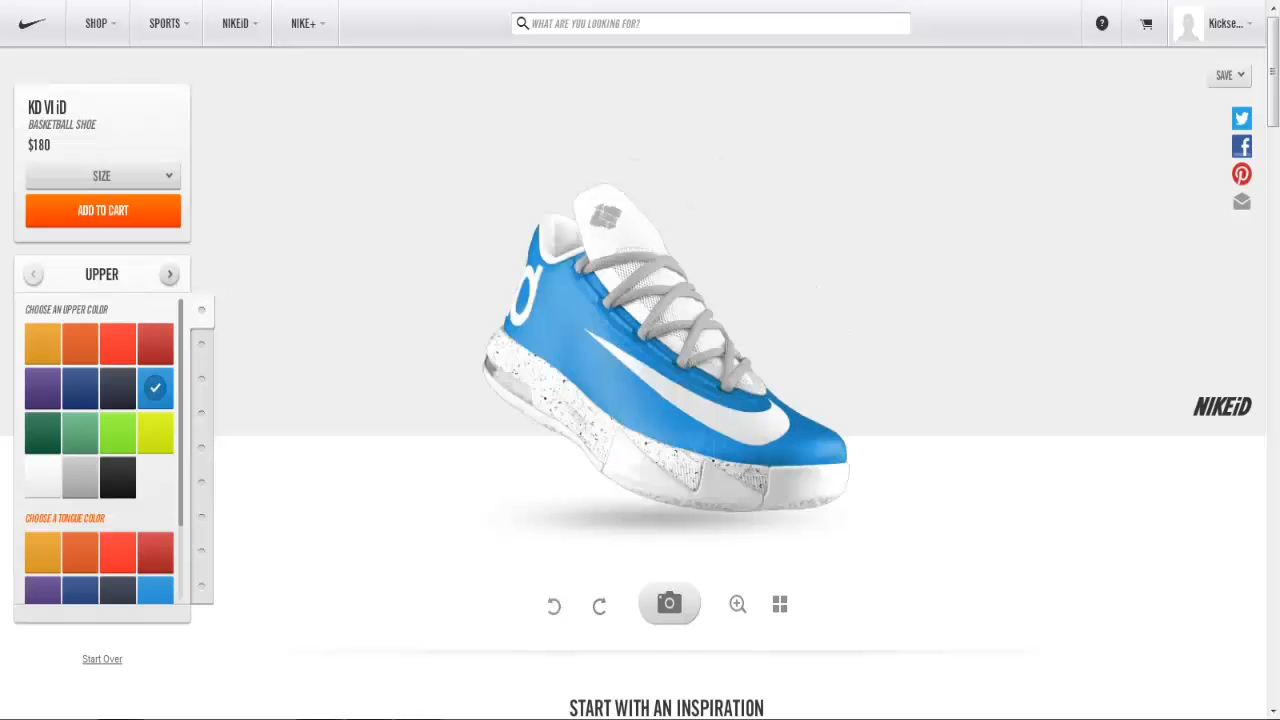 SHOP
SPORTS
NIKEiD
NIKE+
WHAT ARE YOU LOOKING FOR?
?
Kickse...
SAVE
KD VI iD
BASKETBALL SHOE
$180
SIZE
ADD TO CART
UPPER
CHOOSE AN UPPER COLOR
CHOOSE A TONGUE COLOR
NIKEiD
Start Over
START WITH AN INSPIRATION